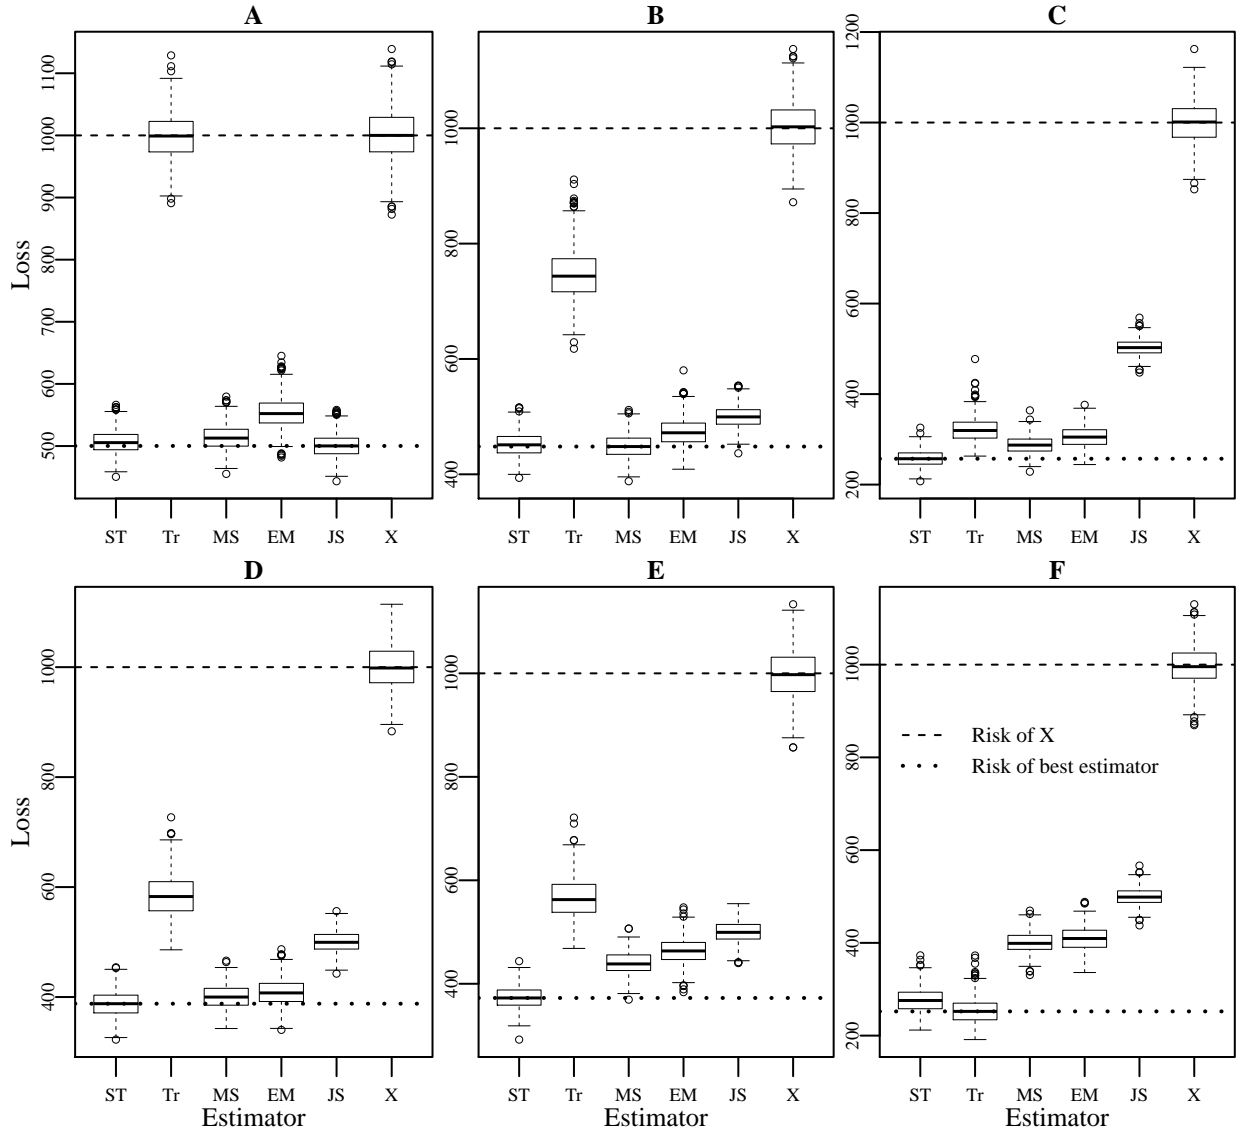 A
B
C
Loss
500 600 700 800 900 1000 1100
400 600 800 1000
200 400 600 800 1000 1200
ST Tr MS EM JS X
ST Tr MS EM JS X
ST Tr MS EM JS X
D
E
F
Loss
400 600 800 1000
400 600 800 1000
200 400 600 800 1000
Risk of X
Risk of best estimator
ST Tr MS EM JS X
ST Tr MS EM JS X
ST Tr MS EM JS X
Estimator
Estimator
Estimator